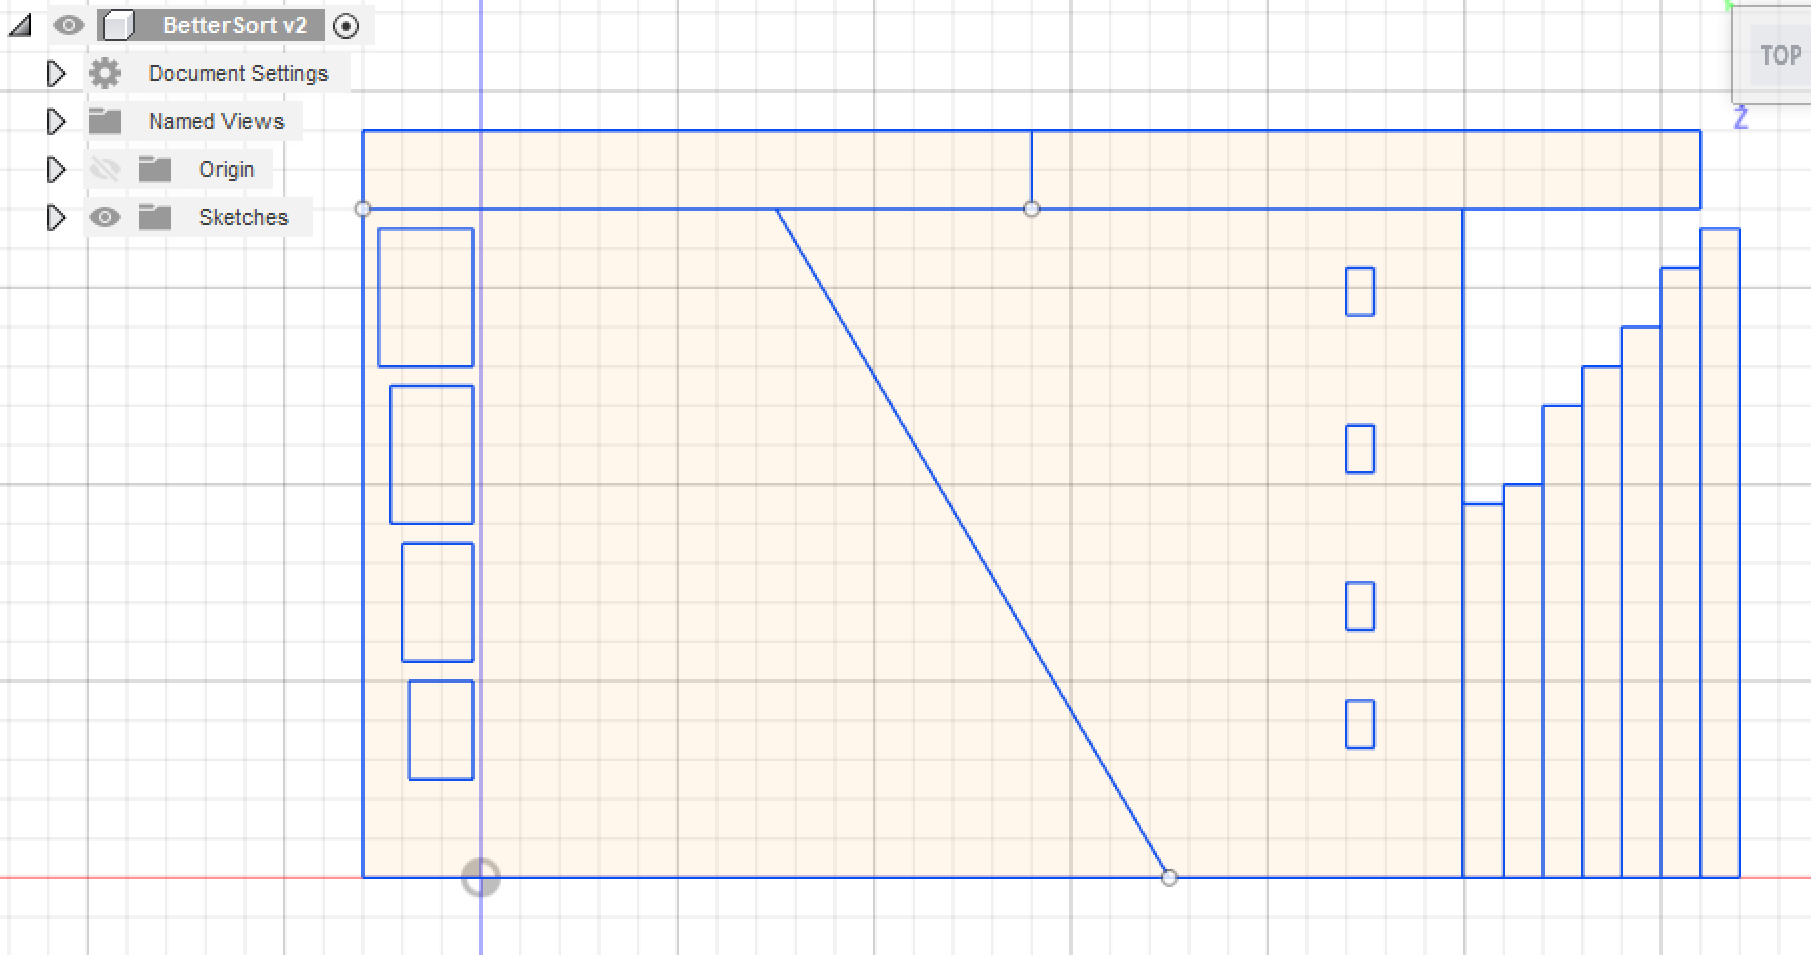 BetterSort v2
TOP
Document Settings
Z
Named Views
Origin
Sketches